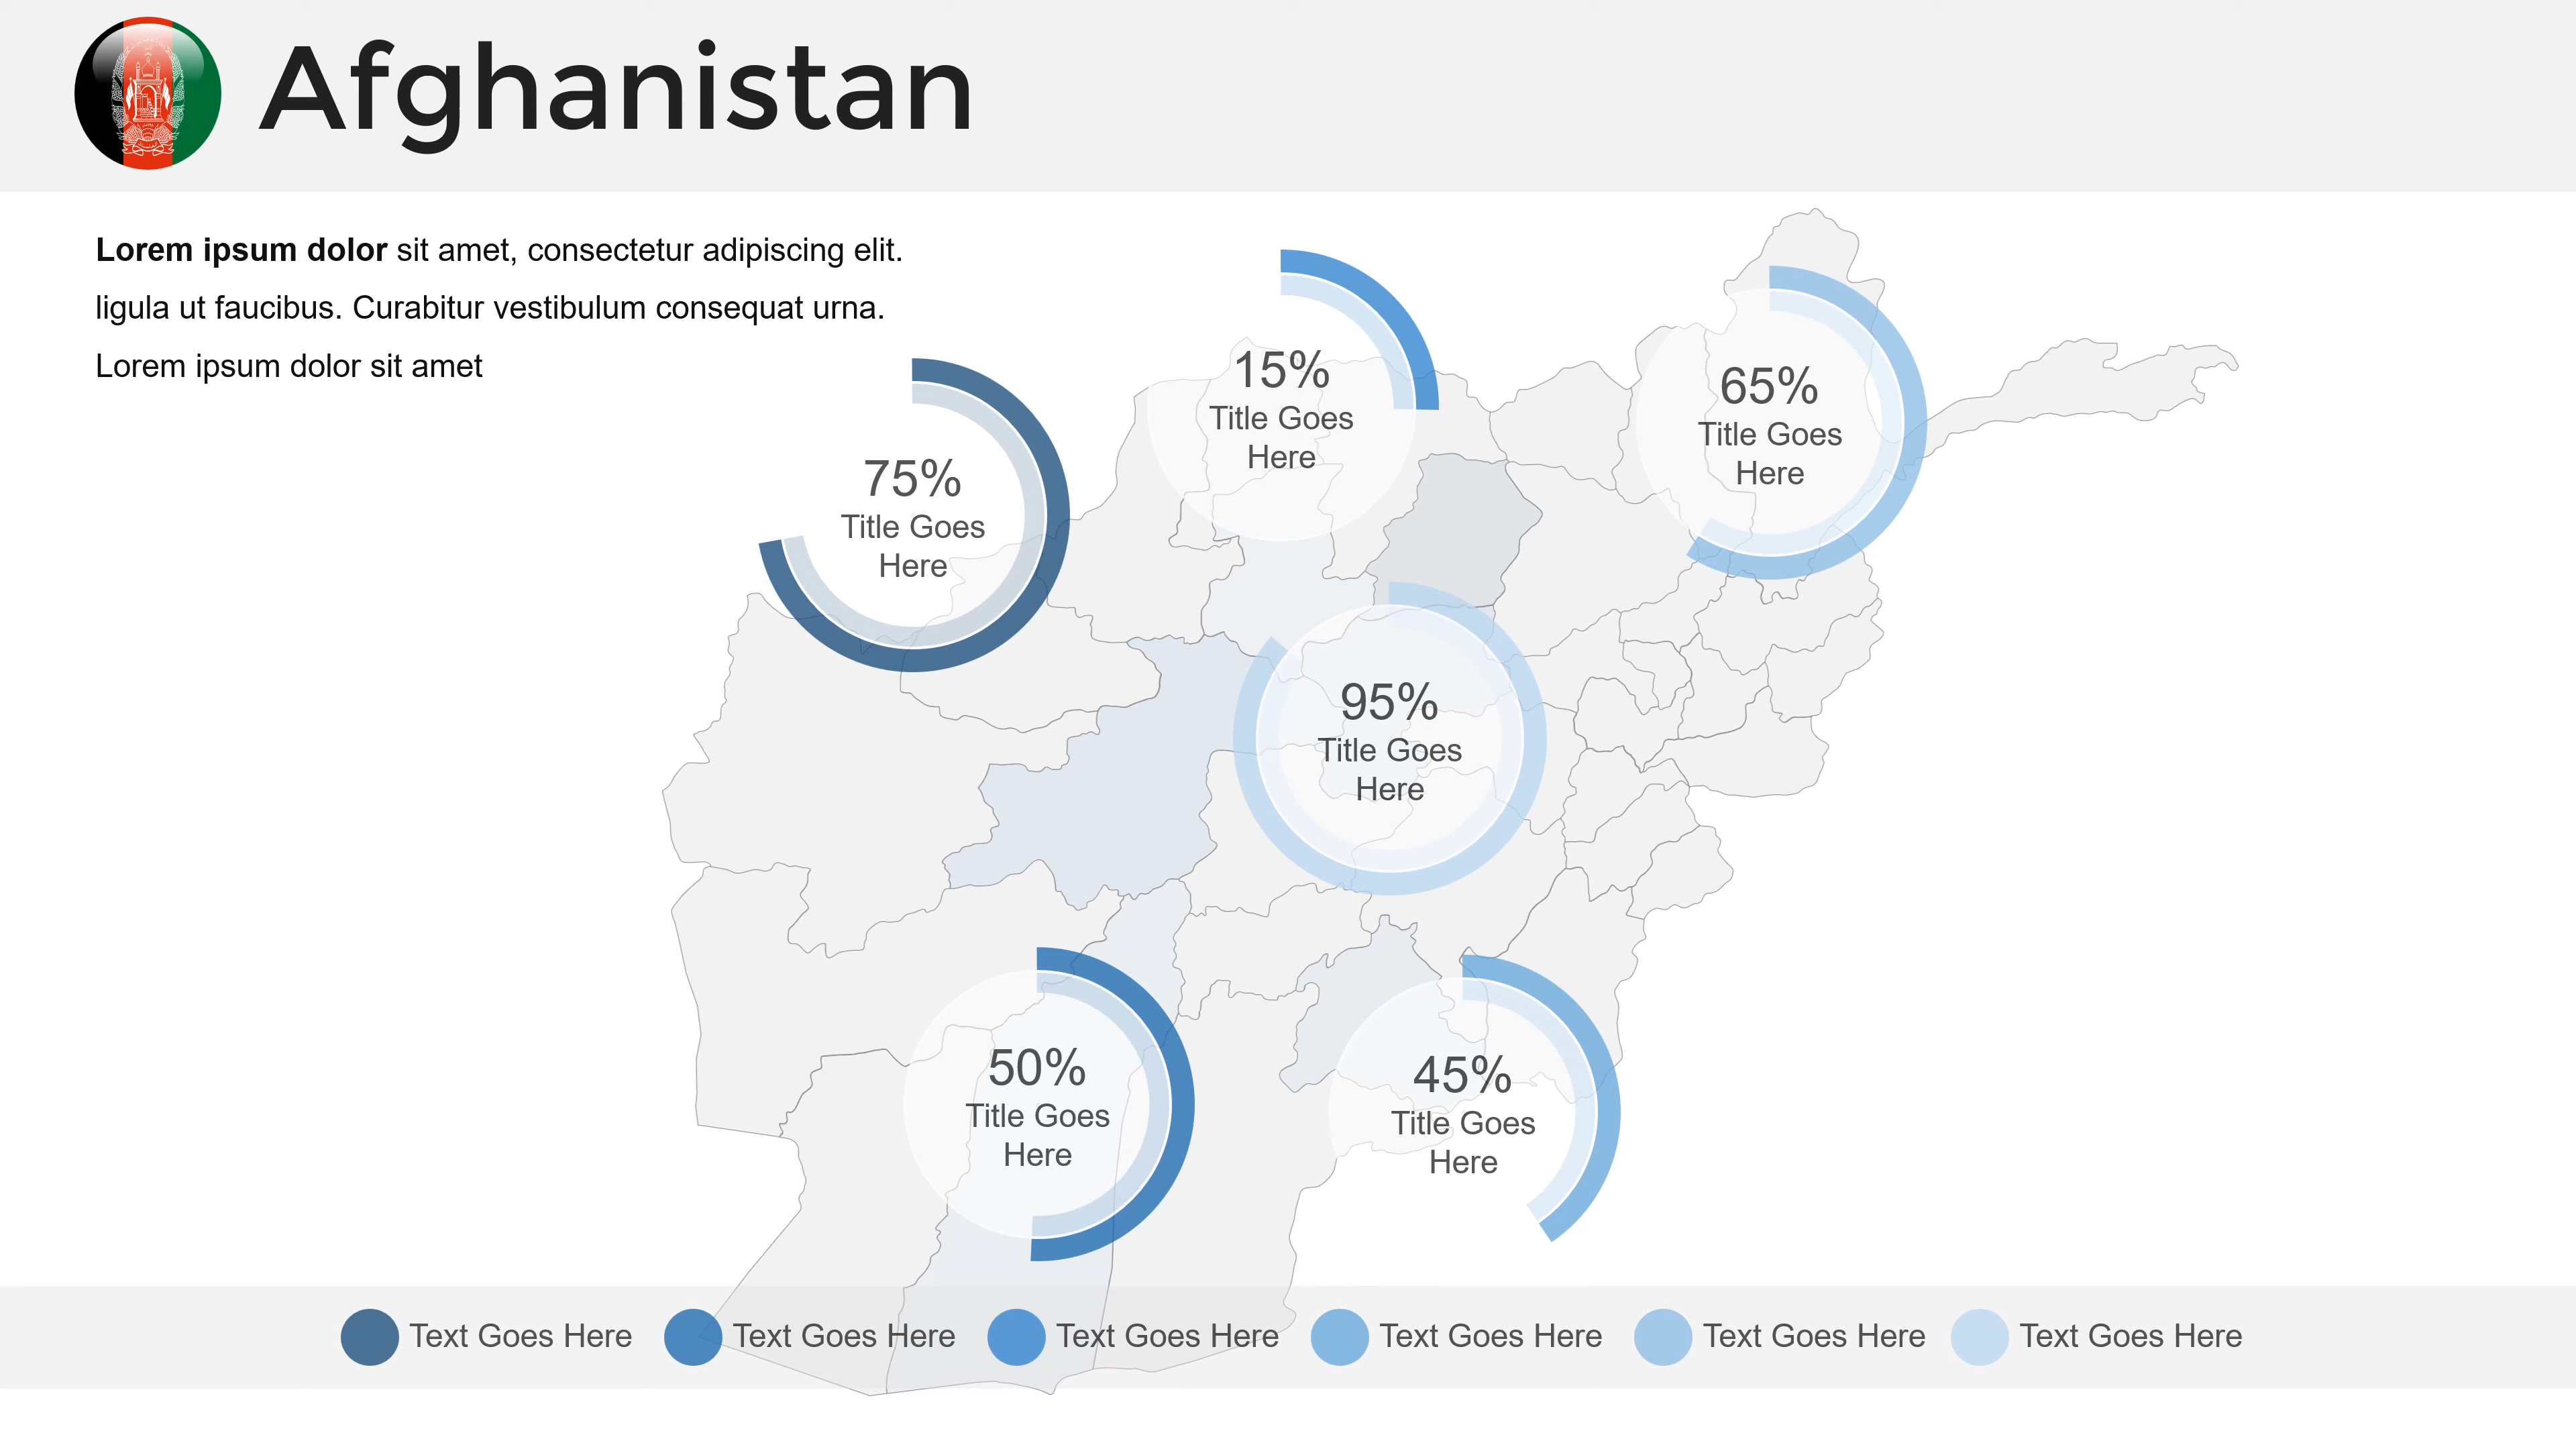 Afghanistan
Lorem ipsum dolor sit amet, consectetur adipiscing elit.
ligula ut faucibus. Curabitur vestibulum consequat urna.
Lorem ipsum dolor sit amet
15%
Title Goes
Here
65%
Title Goes
Here
75%
Title Goes
Here
95%
Title Goes
Here
50%
Title Goes
Here
45%
Title Goes
Here
Text Goes Here
Text Goes Here
Text Goes Here
Text Goes Here
Text Goes Here
Text Goes Here